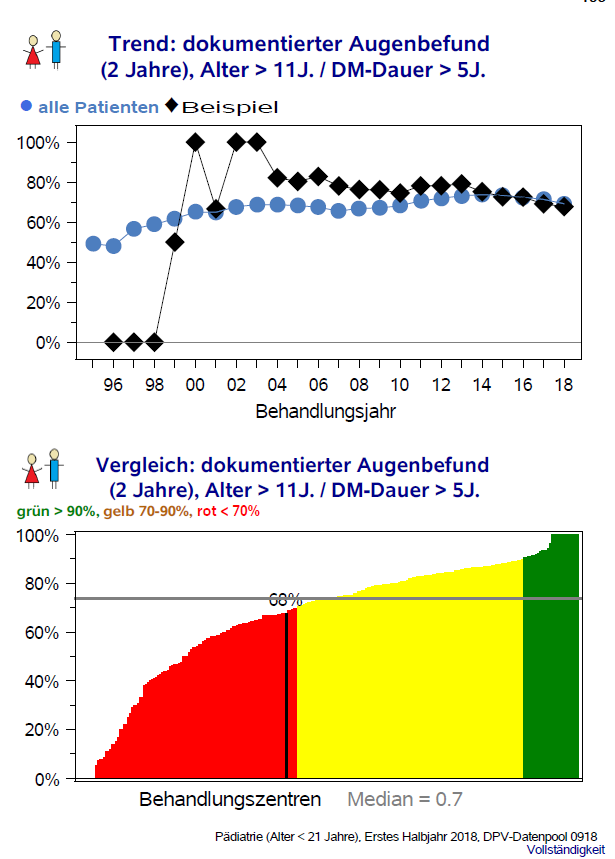 Trend: dokumentierter Augenbefund
(2 Jahre), Alter > 11J. / DM-Dauer > 5J.
alle Patienten ◆Beispiel
100%
80%
60%
40%
20%
0%
96 98 00 02 04 06 08 10 12 14 16 18
Behandlungsjahr
Vergleich: dokumentierter Augenbefund
(2 Jahre), Alter > 11J. / DM-Dauer > 5J.
grün > 90%, gelb 70-90%, rot < 70%
100%
80%
68%
60%
40%
20%
0%
Behandlungszentren Median = 0.7
Pädiatrie (Alter < 21 Jahre), Erstes Halbjahr 2018, DPV-Datenpool 0918
Vollständigkeit